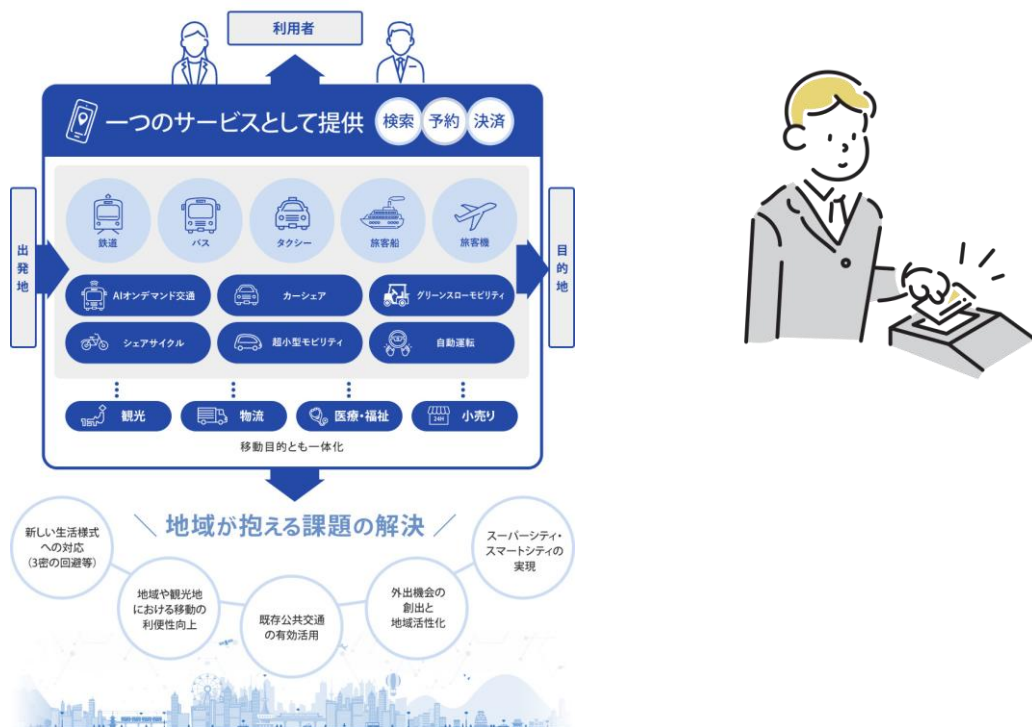 利用者
一つのサービスとして提供
検索
予約
決済
出発地
目的地
鉄道
バス
タクシー
旅客船
旅客機
AIオンデマンド交通
カーシェア
グリーンスローモビリティ
シェアサイクル
超小型モビリティ
自動運転
観光
物流
24H
医療・福祉
小売り
移動目的とも一体化
地域が抱える課題の解決
新しい生活様式
への対応
(3密の回避等)
地域や観光地
における移動の
利便性向上
既存公共交通
の有効活用
外出機会の
創出と
地域活性化
スーパーシティ・
スマートシティの
実現